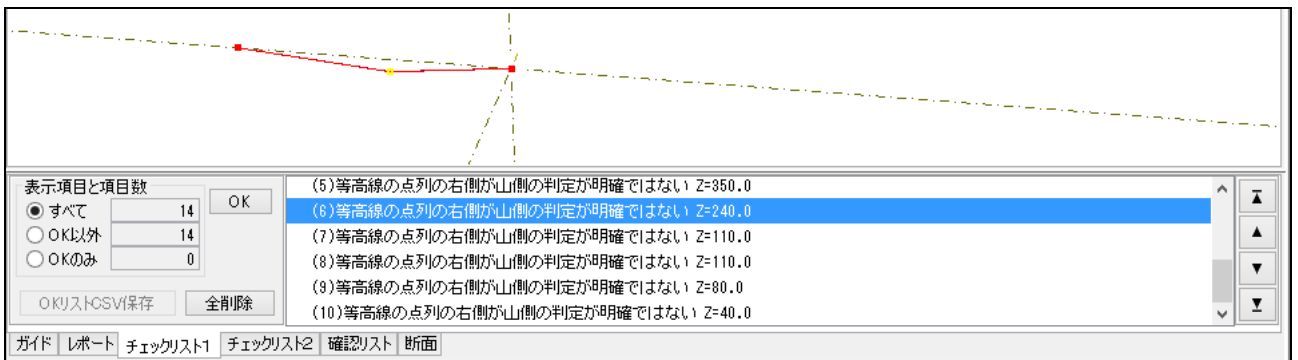 表示項目と項目数
すべて 14 OK
OK以外 14
OKのみ 0
OKリストCSV保存 全削除
(5)等高線の点列の右側が山側の判定が明確ではない Z=350.0
(6)等高線の点列の右側が山側の判定が明確ではない Z=240.0
(7)等高線の点列の右側が山側の判定が明確ではない Z=110.0
(8)等高線の点列の右側が山側の判定が明確ではない Z=110.0
(9)等高線の点列の右側が山側の判定が明確ではない Z=80.0
(10)等高線の点列の右側が山側の判定が明確ではない Z=40.0
ガイド レポート チェックリスト1 チェックリスト2 確認リスト 断面